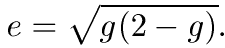 e = √(g(2 − g)).